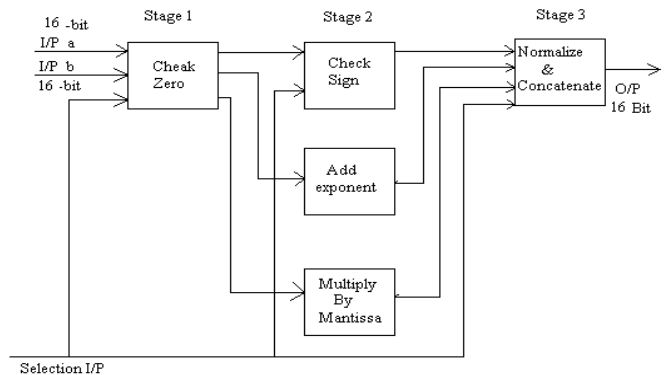 Stage 1
Stage 2
Stage 3
16 -bit
I/P a
I/P b
16 -bit
Cheak
Zero
Check
Sign
Normalize
&
Concatenate
O/P
16 Bit
Add
exponent
Multiply
By
Mantissa
Selection I/P